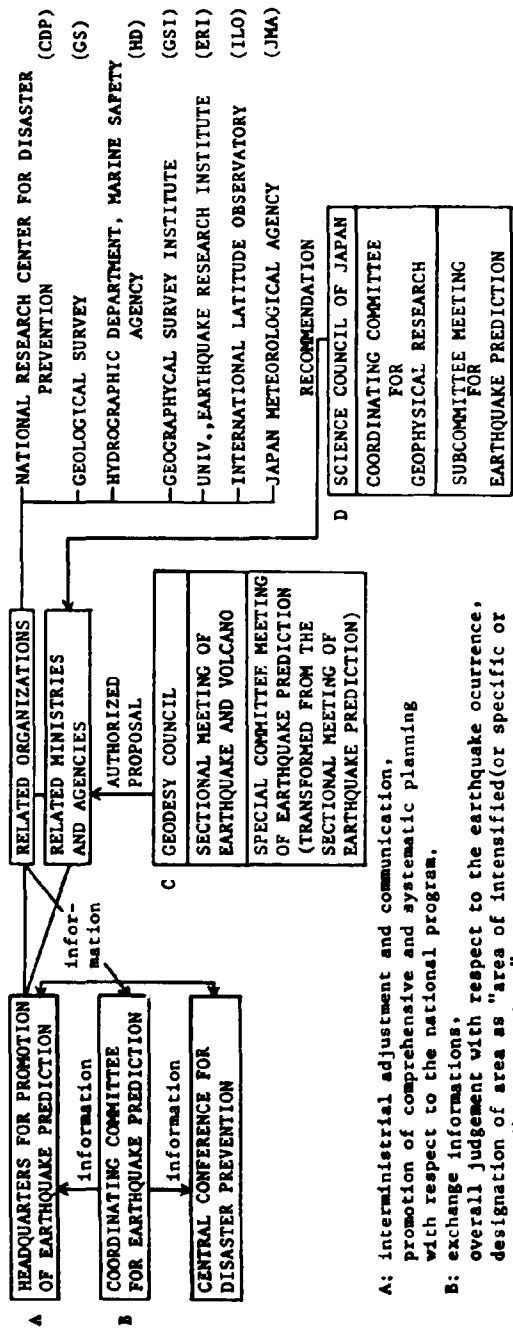 A
HEADQUARTERS FOR PROMOTION
OF EARTHQUAKE PREDICTION
information
B
COORDINATING COMMITTEE
FOR EARTHQUAKE PREDICTION
information
CENTRAL CONFERENCE FOR
DISASTER PREVENTION
infor-
mation
RELATED ORGANIZATIONS
RELATED MINISTRIES
AND AGENCIES
AUTHORIZED
PROPOSAL
C
GEODESY COUNCIL
SECTIONAL MEETING OF
EARTHQUAKE AND VOLCANO
SPECIAL COMMITTEE MEETING
OF EARTHQUAKE PREDICTION
(TRANSFORMED FROM THE
SECTIONAL MEETING OF
EARTHQUAKE PREDICTION)
NATIONAL RESEARCH CENTER FOR DISASTER
PREVENTION (CDP)
GEOLOGICAL SURVEY (GS)
HYDROGRAPHIC DEPARTMENT, MARINE SAFETY
AGENCY (HD)
GEOGRAPHYCAL SURVEY INSTITUTE (GSI)
UNIV.,EARTHQUAKE RESEARCH INSTITUTE (ERI)
INTERNATIONAL LATITUDE OBSERVATORY (ILO)
JAPAN METEOROLOGICAL AGENCY (JMA)
RECOMMENDATION
D
SCIENCE COUNCIL OF JAPAN
COORDINATING COMMITTEE
FOR
GEOPHYSICAL RESEARCH
SUBCOMMITTEE MEETING
FOR
EARTHQUAKE PREDICTION
A: interministrial adjustment and communication,
promotion of comprehensive and systematic planning
with respect to the national program,
B: exchange informations,
overall judgement with respect to the earthquake ocurrence,
designation of area as "area of intensified(or specific or